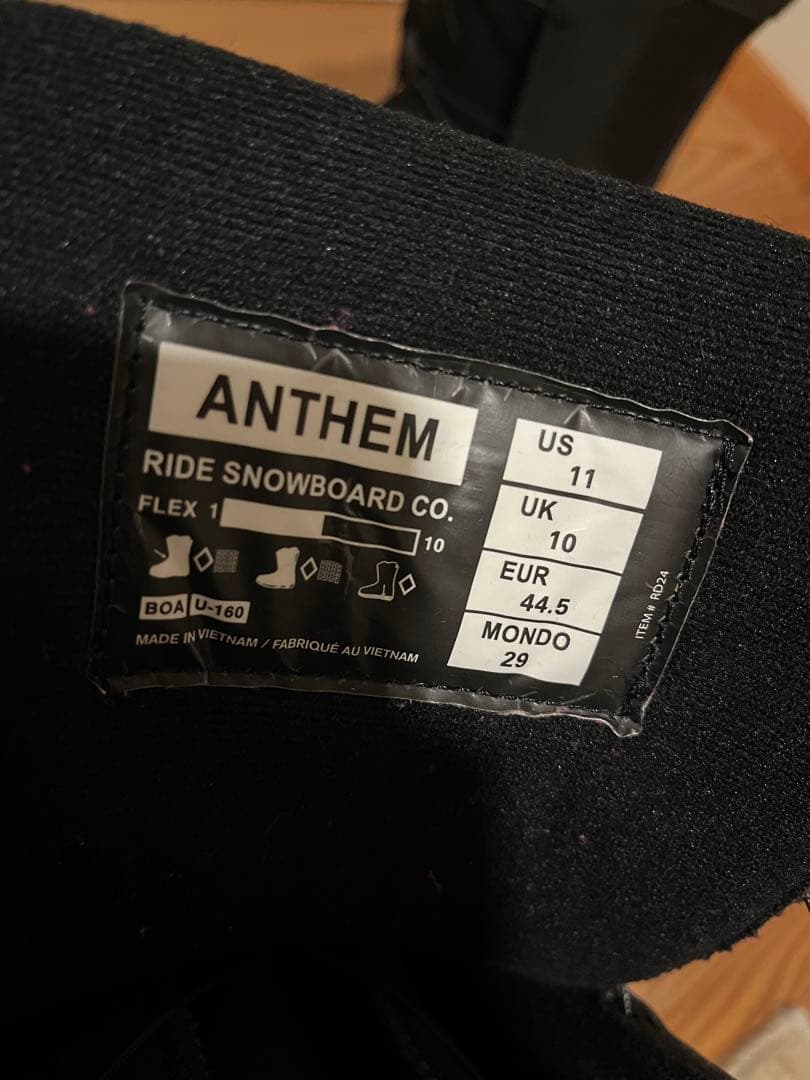 ANTHEM
RIDE SNOWBOARD CO.
FLEX 1 10
BOA U-160
MADE IN VIETNAM / FABRIQUÉ AU VIETNAM
US
11
UK
10
EUR
44.5
MONDO
29
ITEM # RD24